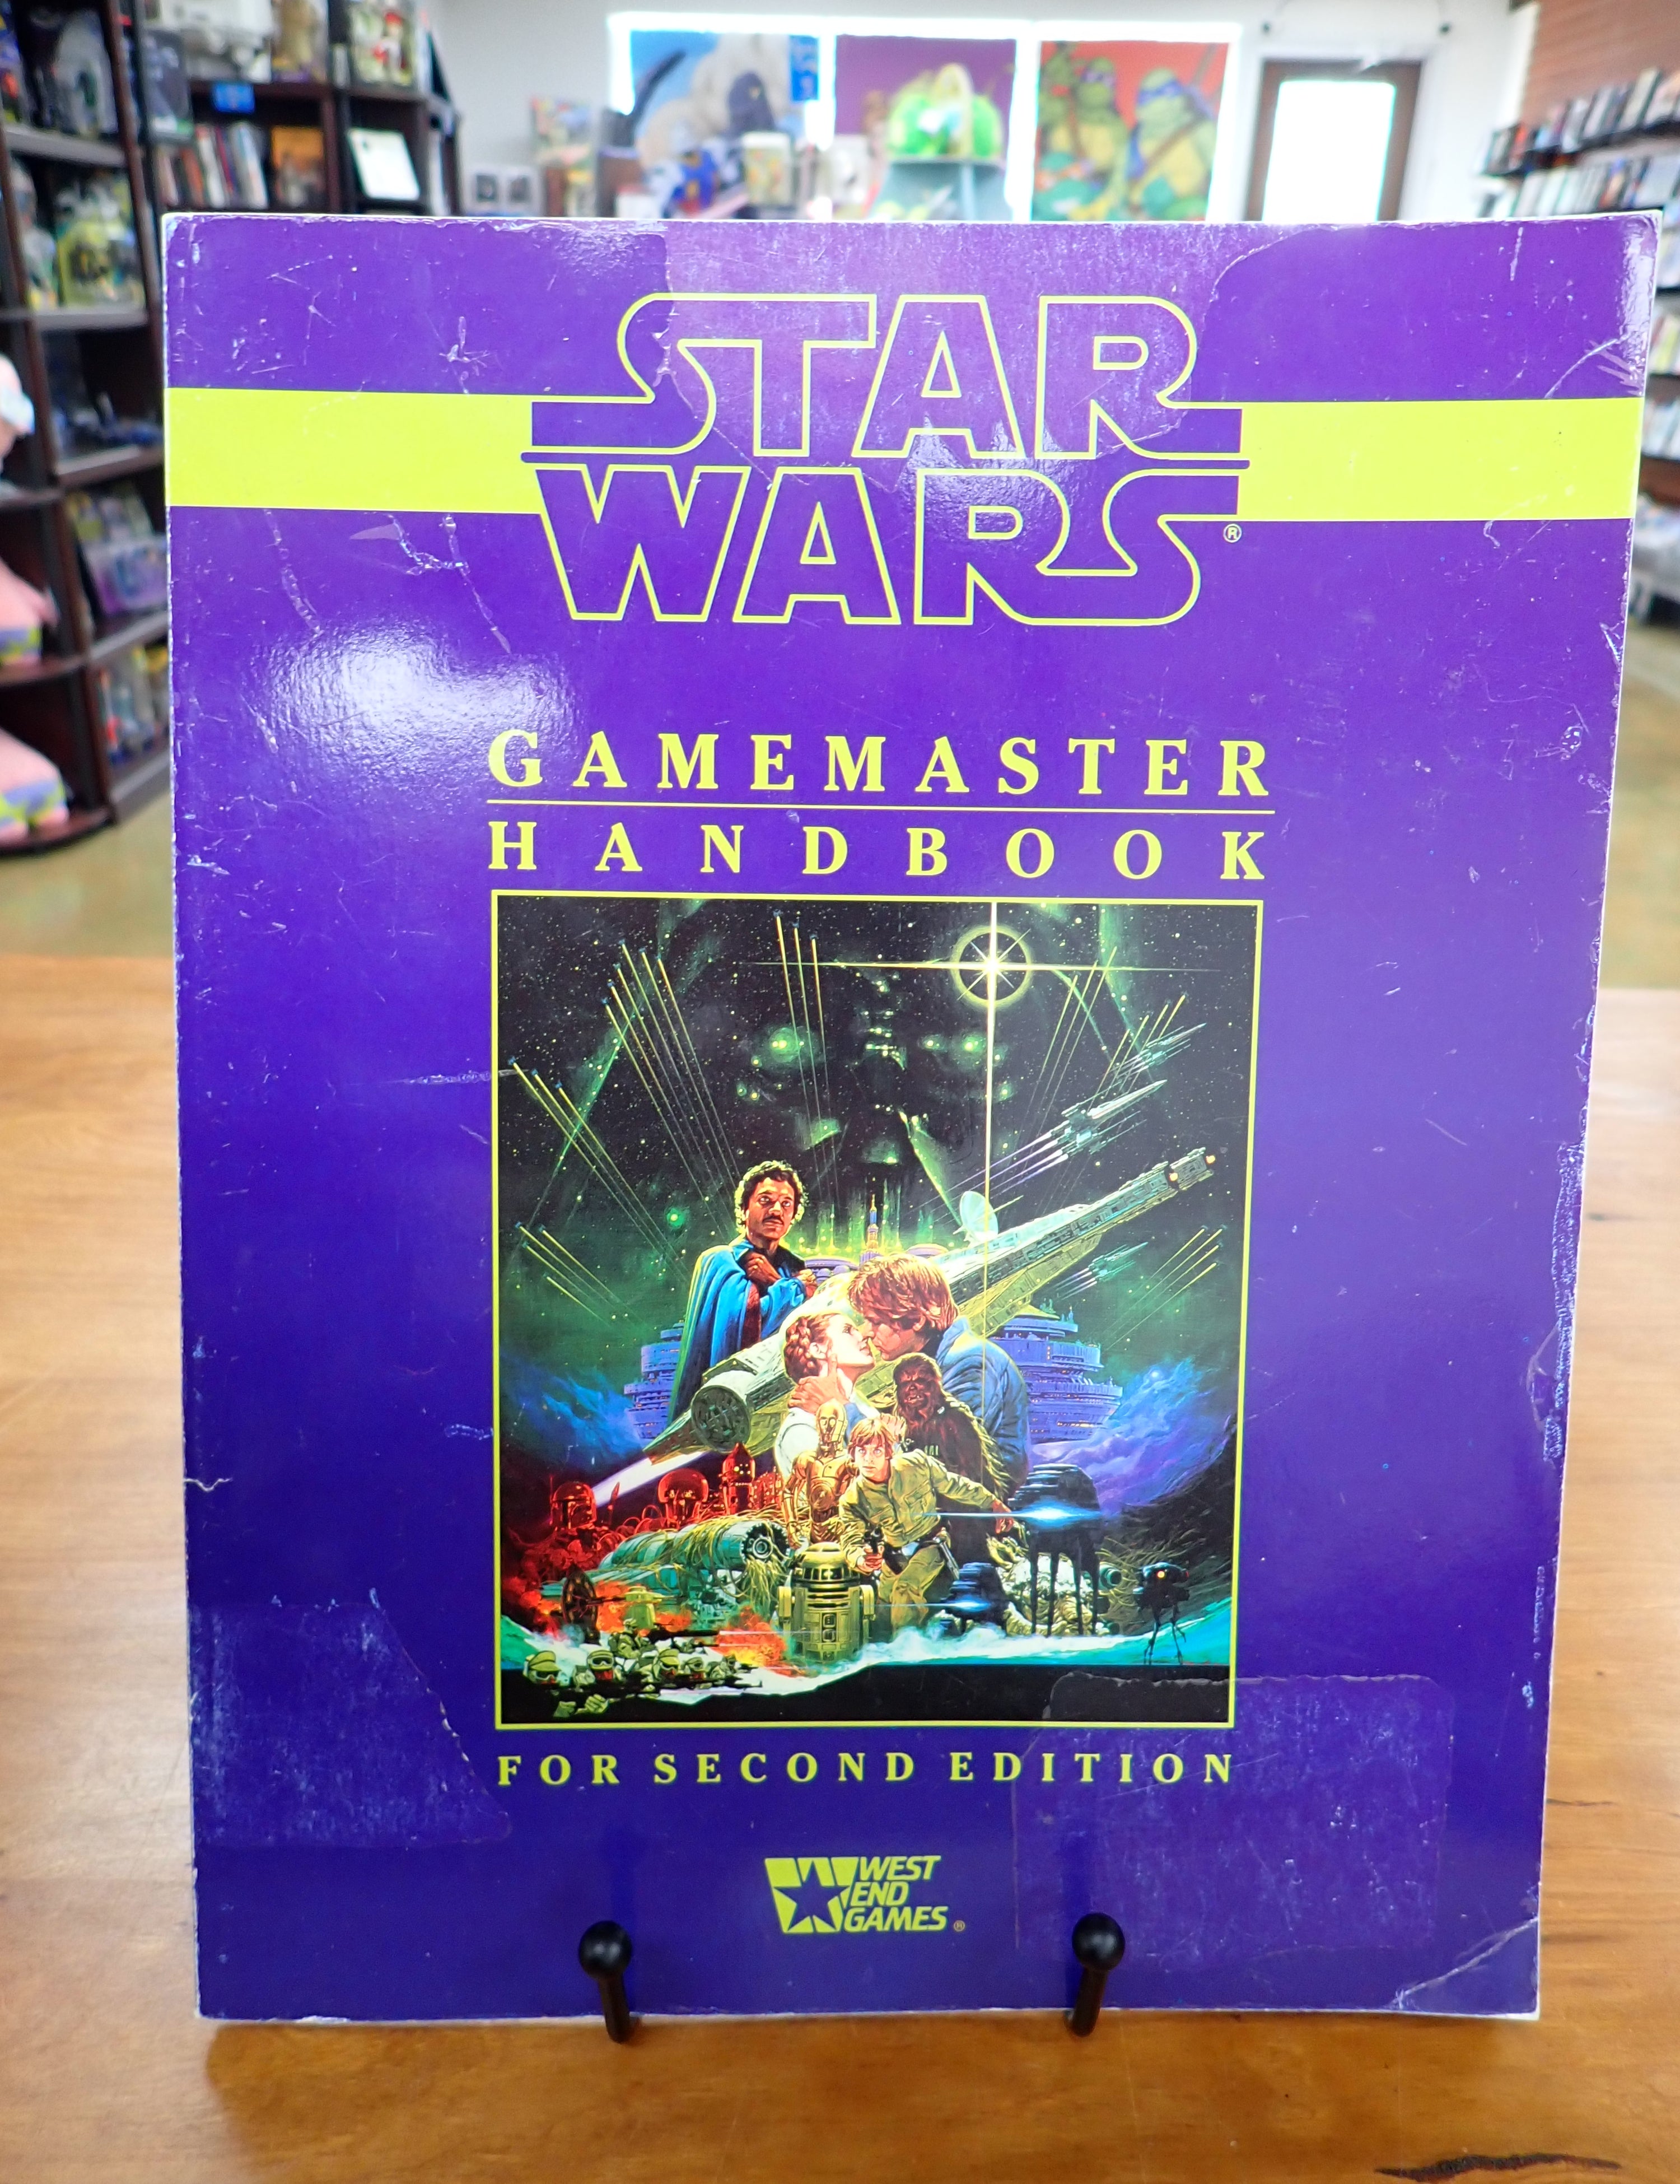 STAR
WARS®
GAMEMASTER
HANDBOOK
FOR SECOND EDITION
WEST
END
GAMES®